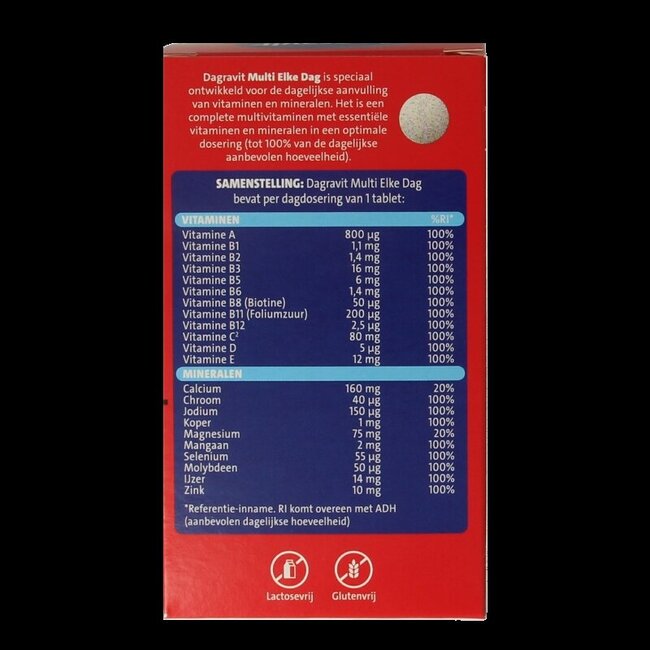 Dagravit Multi Elke Dag is speciaal
ontwikkeld voor de dagelijkse aanvulling
van vitaminen en mineralen. Het is een
complete multivitaminen met essentiële
vitaminen en mineralen in een optimale
dosering (tot 100% van de dagelijkse
aanbevolen hoeveelheid).
SAMENSTELLING: Dagravit Multi Elke Dag
bevat per dagdosering van 1 tablet:
VITAMINEN %RI*
Vitamine A 800 µg 100%
Vitamine B1 1,1 mg 100%
Vitamine B2 1,4 mg 100%
Vitamine B3 16 mg 100%
Vitamine B5 6 mg 100%
Vitamine B6 1,4 mg 100%
Vitamine B8 (Biotine) 50 µg 100%
Vitamine B11 (Foliumzuur) 200 µg 100%
Vitamine B12 2,5 µg 100%
Vitamine C² 80 mg 100%
Vitamine D 5 µg 100%
Vitamine E 12 mg 100%
MINERALEN
Calcium 160 mg 20%
Chroom 40 µg 100%
Jodium 150 µg 100%
Koper 1 mg 100%
Magnesium 75 mg 20%
Mangaan 2 mg 100%
Selenium 55 µg 100%
Molybdeen 50 µg 100%
IJzer 14 mg 100%
Zink 10 mg 100%
*Referentie-inname. RI komt overeen met ADH
(aanbevolen dagelijkse hoeveelheid)
Lactosevrij Glutenvrij